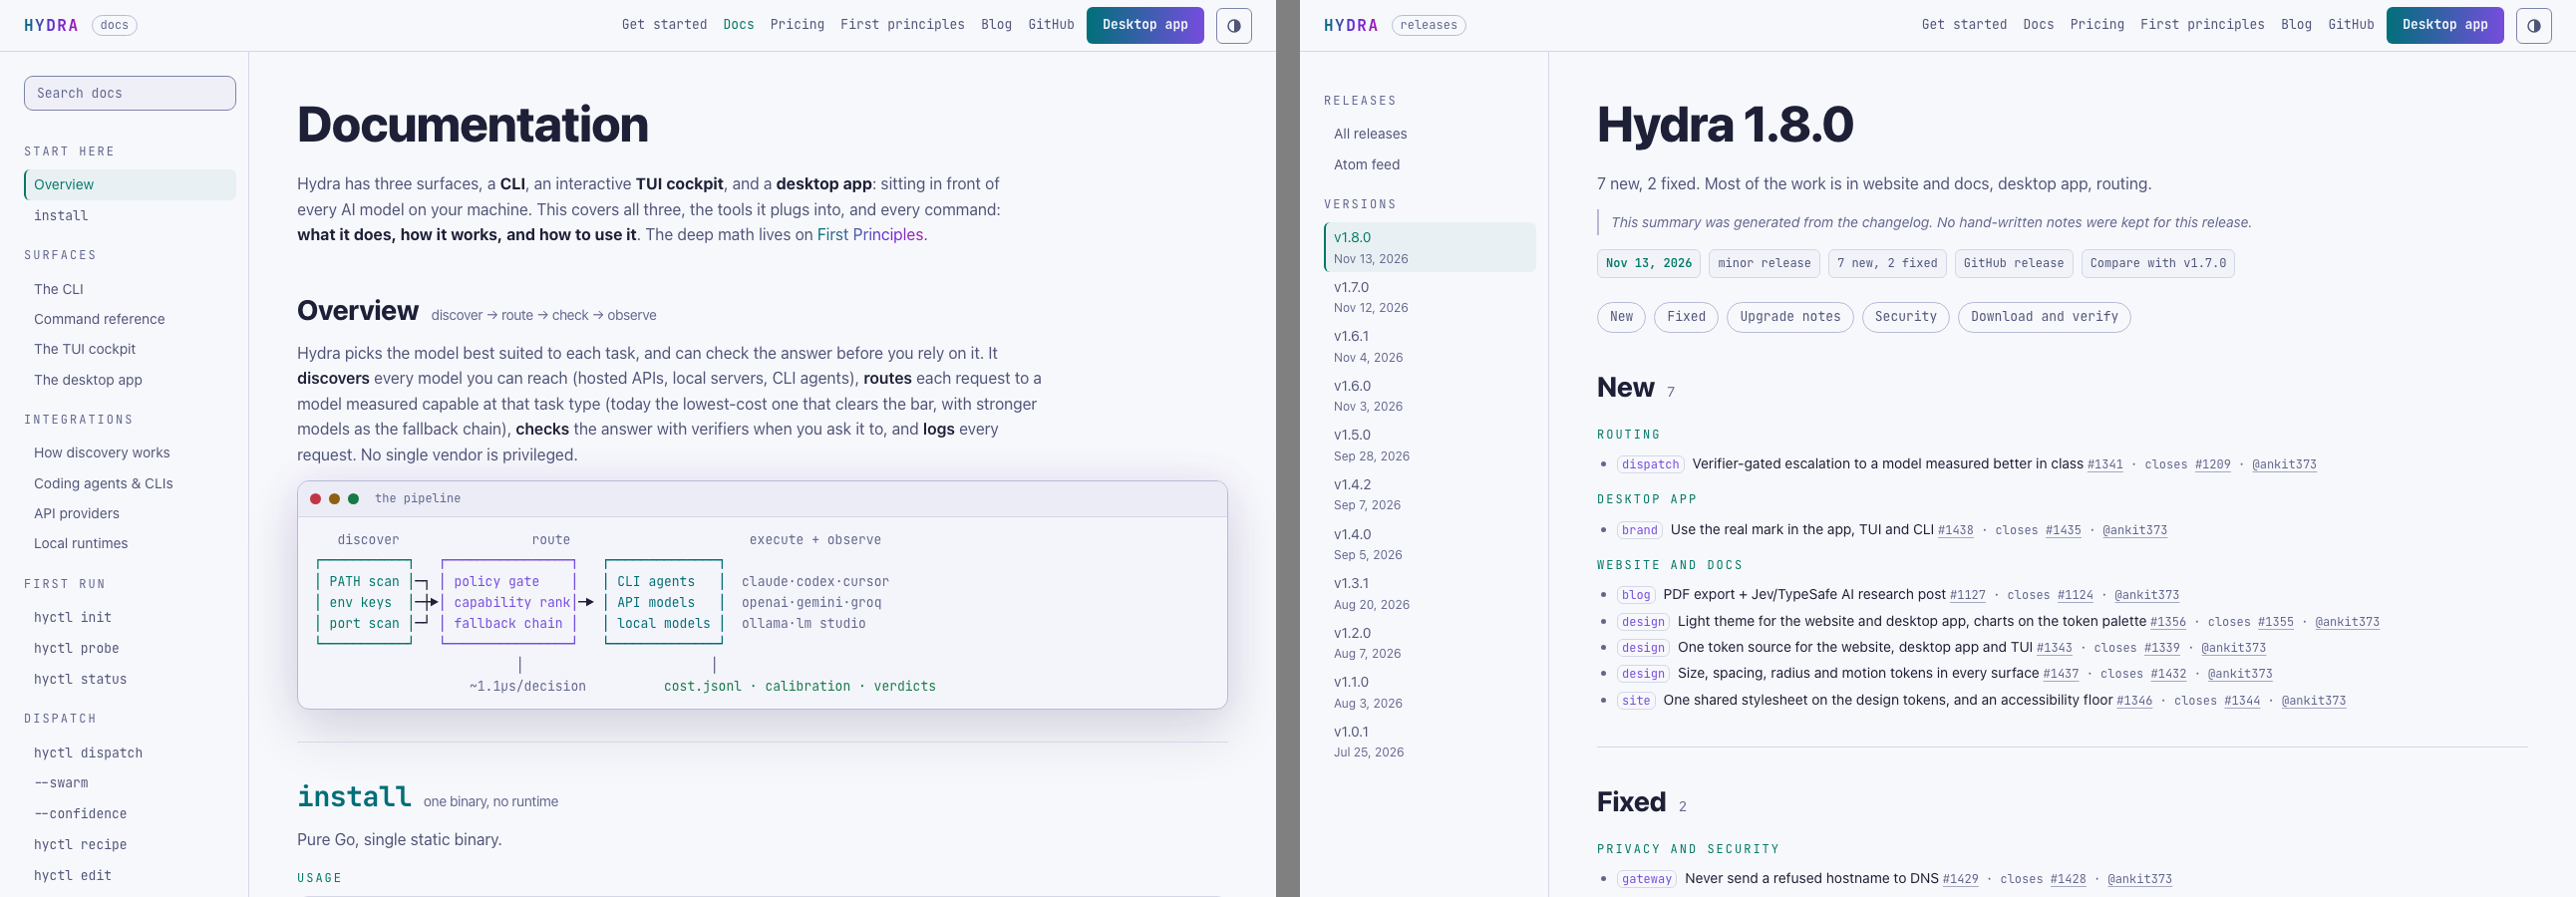 HYDRA docs Get started Docs Pricing First principles Blog GitHub Desktop app
Search docs
START HERE
Overview
install
SURFACES
The CLI
Command reference
The TUI cockpit
The desktop app
INTEGRATIONS
How discovery works
Coding agents & CLIs
API providers
Local runtimes
FIRST RUN
hyctl init
hyctl probe
hyctl status
DISPATCH
hyctl dispatch
--swarm
--confidence
hyctl recipe
hyctl edit
Documentation
Hydra has three surfaces, a CLI, an interactive TUI cockpit, and a desktop app: sitting in front of
every AI model on your machine. This covers all three, the tools it plugs into, and every command:
what it does, how it works, and how to use it. The deep math lives on First Principles.
Overview discover → route → check → observe
Hydra picks the model best suited to each task, and can check the answer before you rely on it. It
discovers every model you can reach (hosted APIs, local servers, CLI agents), routes each request to a
model measured capable at that task type (today the lowest-cost one that clears the bar, with stronger
models as the fallback chain), checks the answer with verifiers when you ask it to, and logs every
request. No single vendor is privileged.
the pipeline
discover route execute + observe
PATH scan policy gate CLI agents claude·codex·cursor
env keys capability rank API models openai·gemini·groq
port scan fallback chain local models ollama·lm studio
~1.1µs/decision cost.jsonl · calibration · verdicts
install one binary, no runtime
Pure Go, single static binary.
USAGE
HYDRA releases Get started Docs Pricing First principles Blog GitHub Desktop app
RELEASES
All releases
Atom feed
VERSIONS
v1.8.0
Nov 13, 2026
v1.7.0
Nov 12, 2026
v1.6.1
Nov 4, 2026
v1.6.0
Nov 3, 2026
v1.5.0
Sep 28, 2026
v1.4.2
Sep 7, 2026
v1.4.0
Sep 5, 2026
v1.3.1
Aug 20, 2026
v1.2.0
Aug 7, 2026
v1.1.0
Aug 3, 2026
v1.0.1
Jul 25, 2026
Hydra 1.8.0
7 new, 2 fixed. Most of the work is in website and docs, desktop app, routing.
This summary was generated from the changelog. No hand-written notes were kept for this release.
Nov 13, 2026 minor release 7 new, 2 fixed GitHub release Compare with v1.7.0
New Fixed Upgrade notes Security Download and verify
New 7
ROUTING
dispatch Verifier-gated escalation to a model measured better in class #1341 · closes #1209 · @ankit373
DESKTOP APP
brand Use the real mark in the app, TUI and CLI #1438 · closes #1435 · @ankit373
WEBSITE AND DOCS
blog PDF export + Jev/TypeSafe AI research post #1127 · closes #1124 · @ankit373
design Light theme for the website and desktop app, charts on the token palette #1356 · closes #1355 · @ankit373
design One token source for the website, desktop app and TUI #1343 · closes #1339 · @ankit373
design Size, spacing, radius and motion tokens in every surface #1437 · closes #1432 · @ankit373
site One shared stylesheet on the design tokens, and an accessibility floor #1346 · closes #1344 · @ankit373
Fixed 2
PRIVACY AND SECURITY
gateway Never send a refused hostname to DNS #1429 · closes #1428 · @ankit373